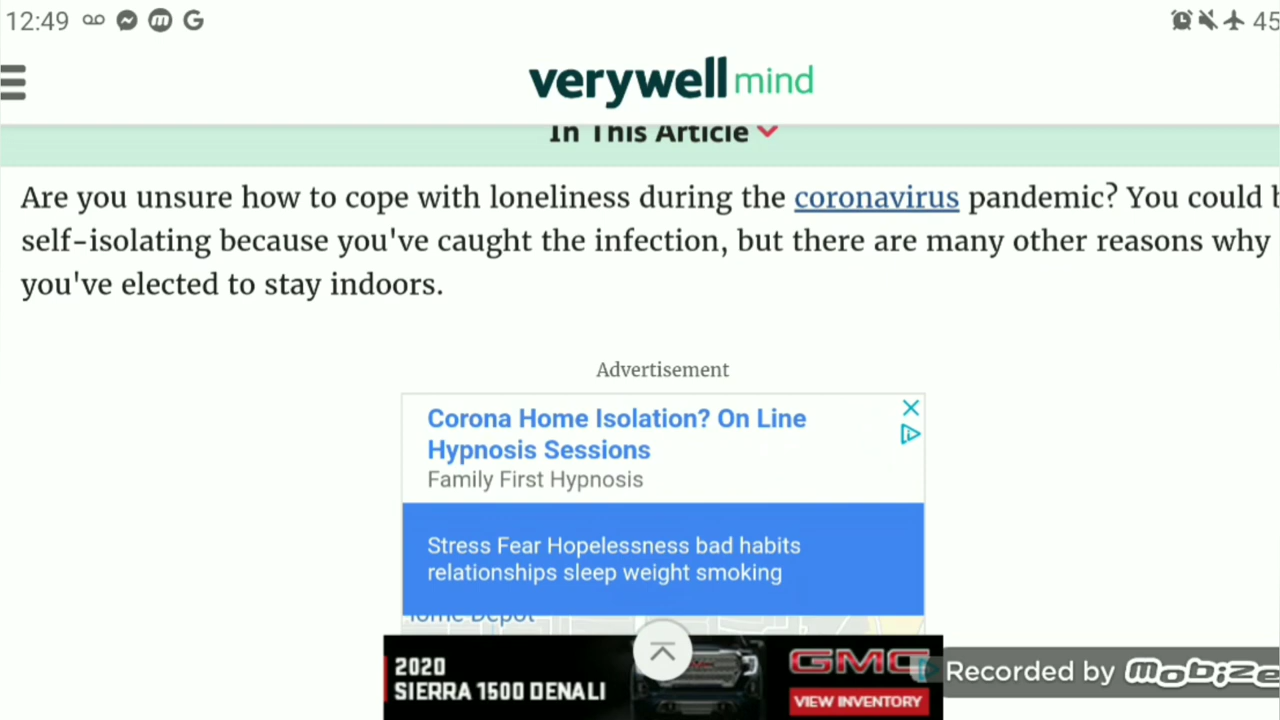 12:49
45
verywell mind
In This Article
Are you unsure how to cope with loneliness during the coronavirus pandemic? You could
self-isolating because you've caught the infection, but there are many other reasons why
you've elected to stay indoors.
Advertisement
Corona Home Isolation? On Line
Hypnosis Sessions
Family First Hypnosis
Stress Fear Hopelessness bad habits
relationships sleep weight smoking
Home Depot
2020
SIERRA 1500 DENALI
GMC
VIEW INVENTORY
Recorded by